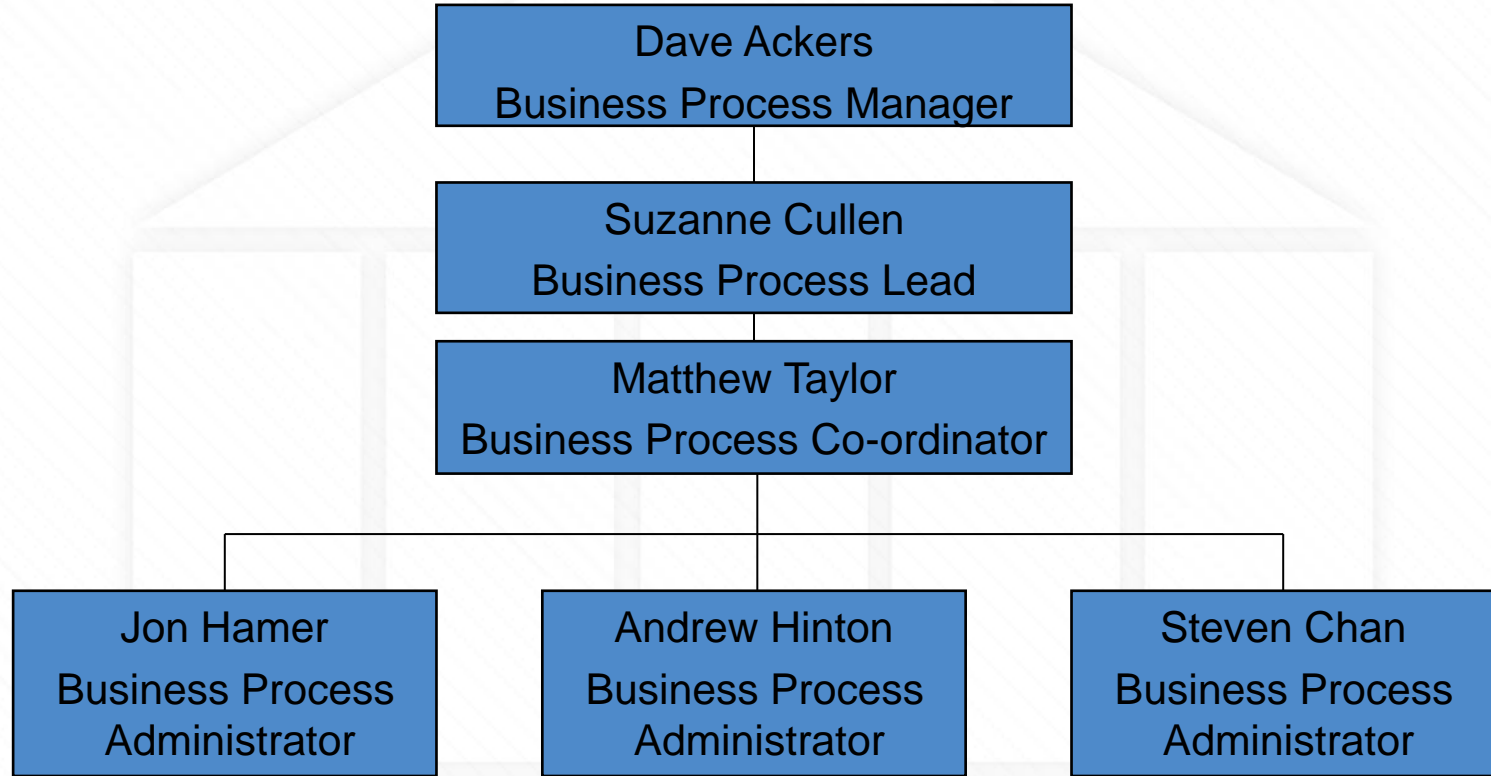 Dave Ackers
Business Process Manager
Suzanne Cullen
Business Process Lead
Matthew Taylor
Business Process Co-ordinator
Jon Hamer
Business Process
Administrator
Andrew Hinton
Business Process
Administrator
Steven Chan
Business Process
Administrator